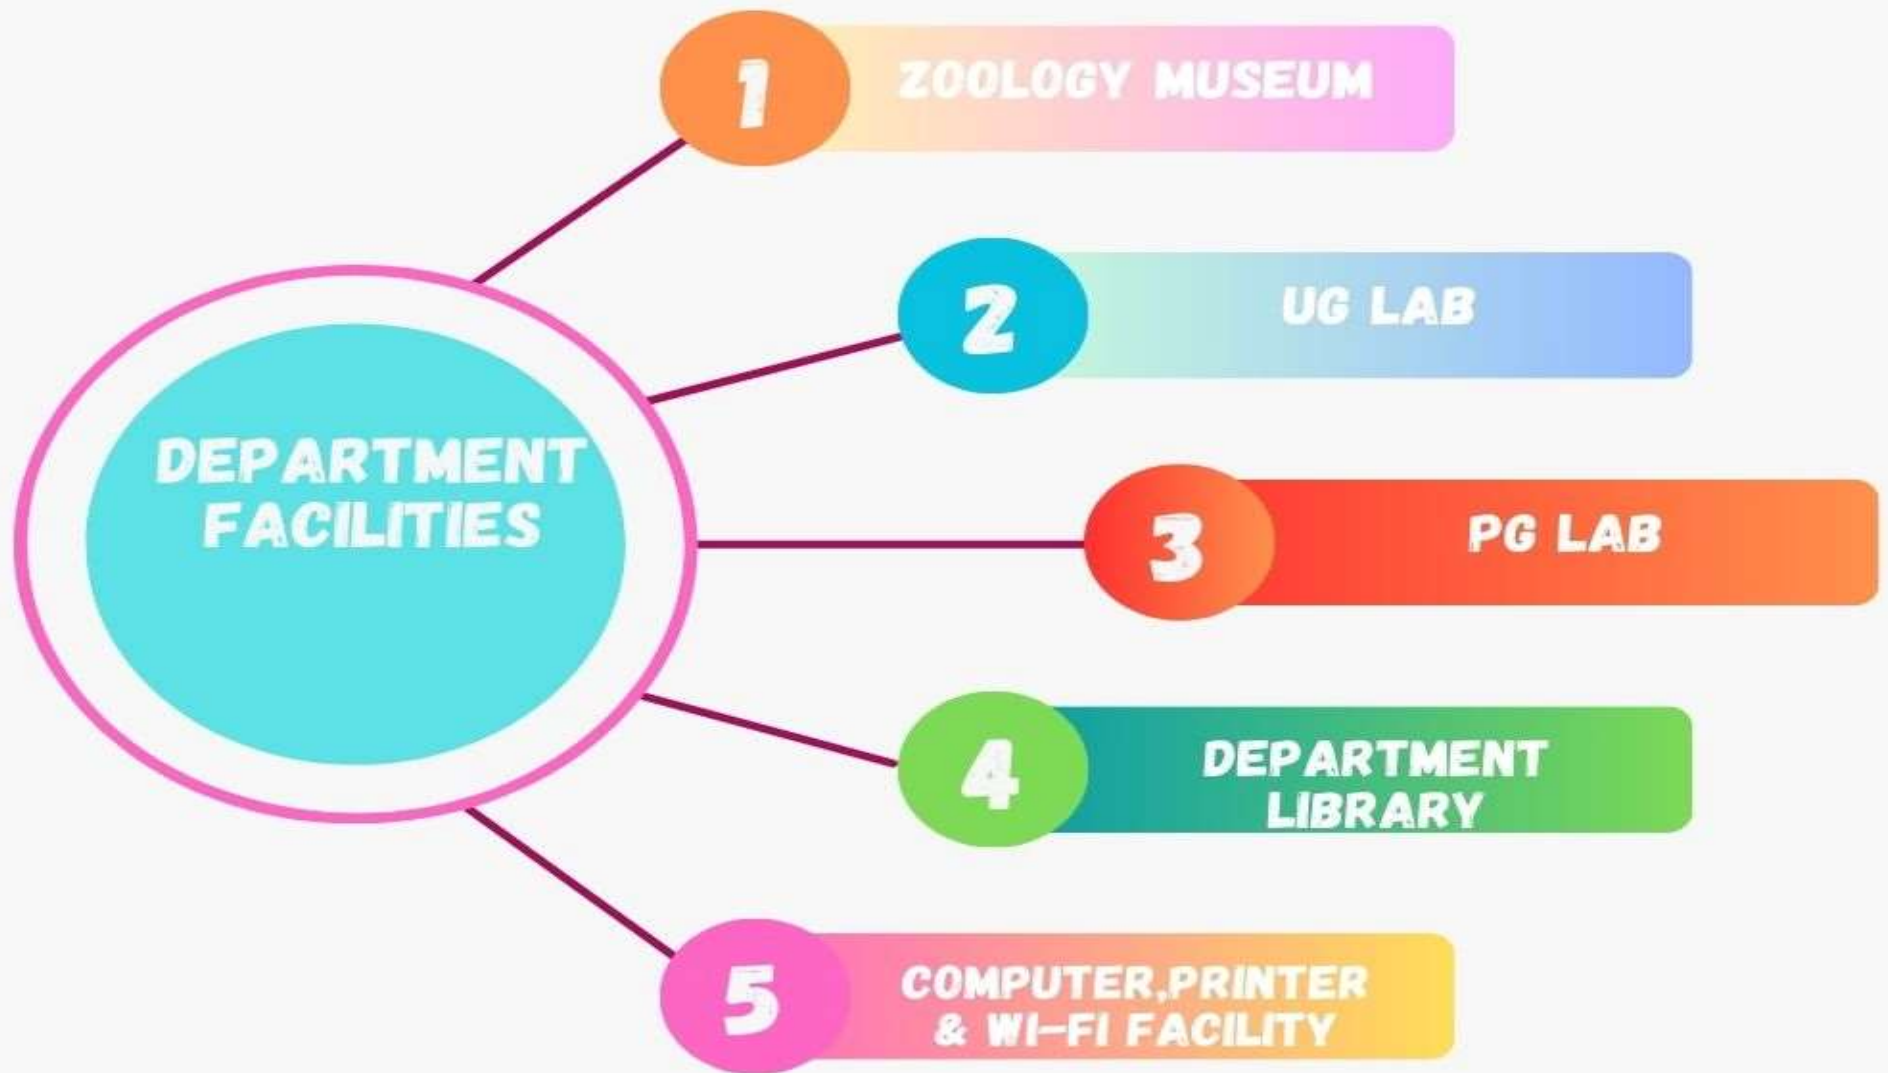 1
ZOOLOGY MUSEUM
2
UG LAB
DEPARTMENT
FACILITIES
3
PG LAB
4
DEPARTMENT
LIBRARY
5
COMPUTER,PRINTER
& WI-FI FACILITY